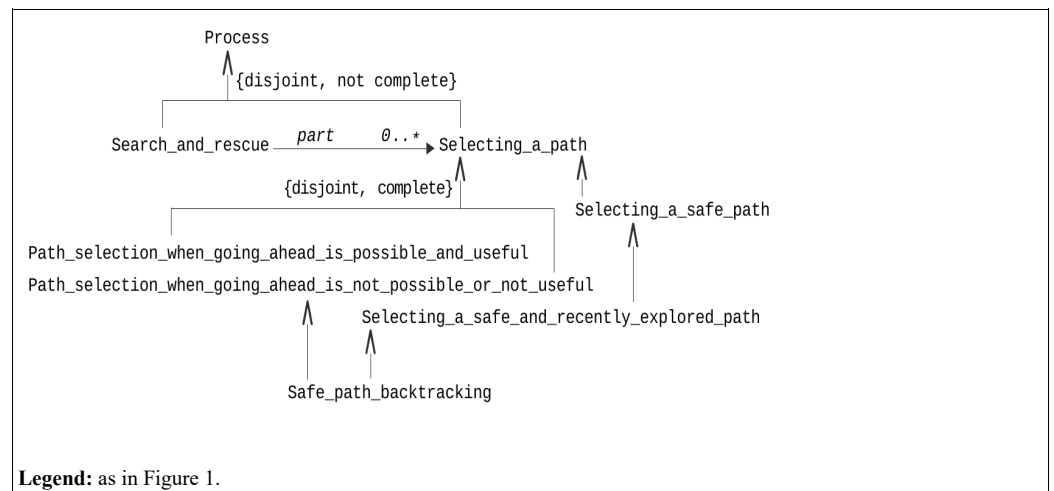 Process
{disjoint, not complete}
Search_and_rescue part 0..* Selecting_a_path
{disjoint, complete}
Selecting_a_safe_path
Path_selection_when_going_ahead_is_possible_and_useful
Path_selection_when_going_ahead_is_not_possible_or_not_useful
Selecting_a_safe_and_recently_explored_path
Safe_path_backtracking
Legend: as in Figure 1.